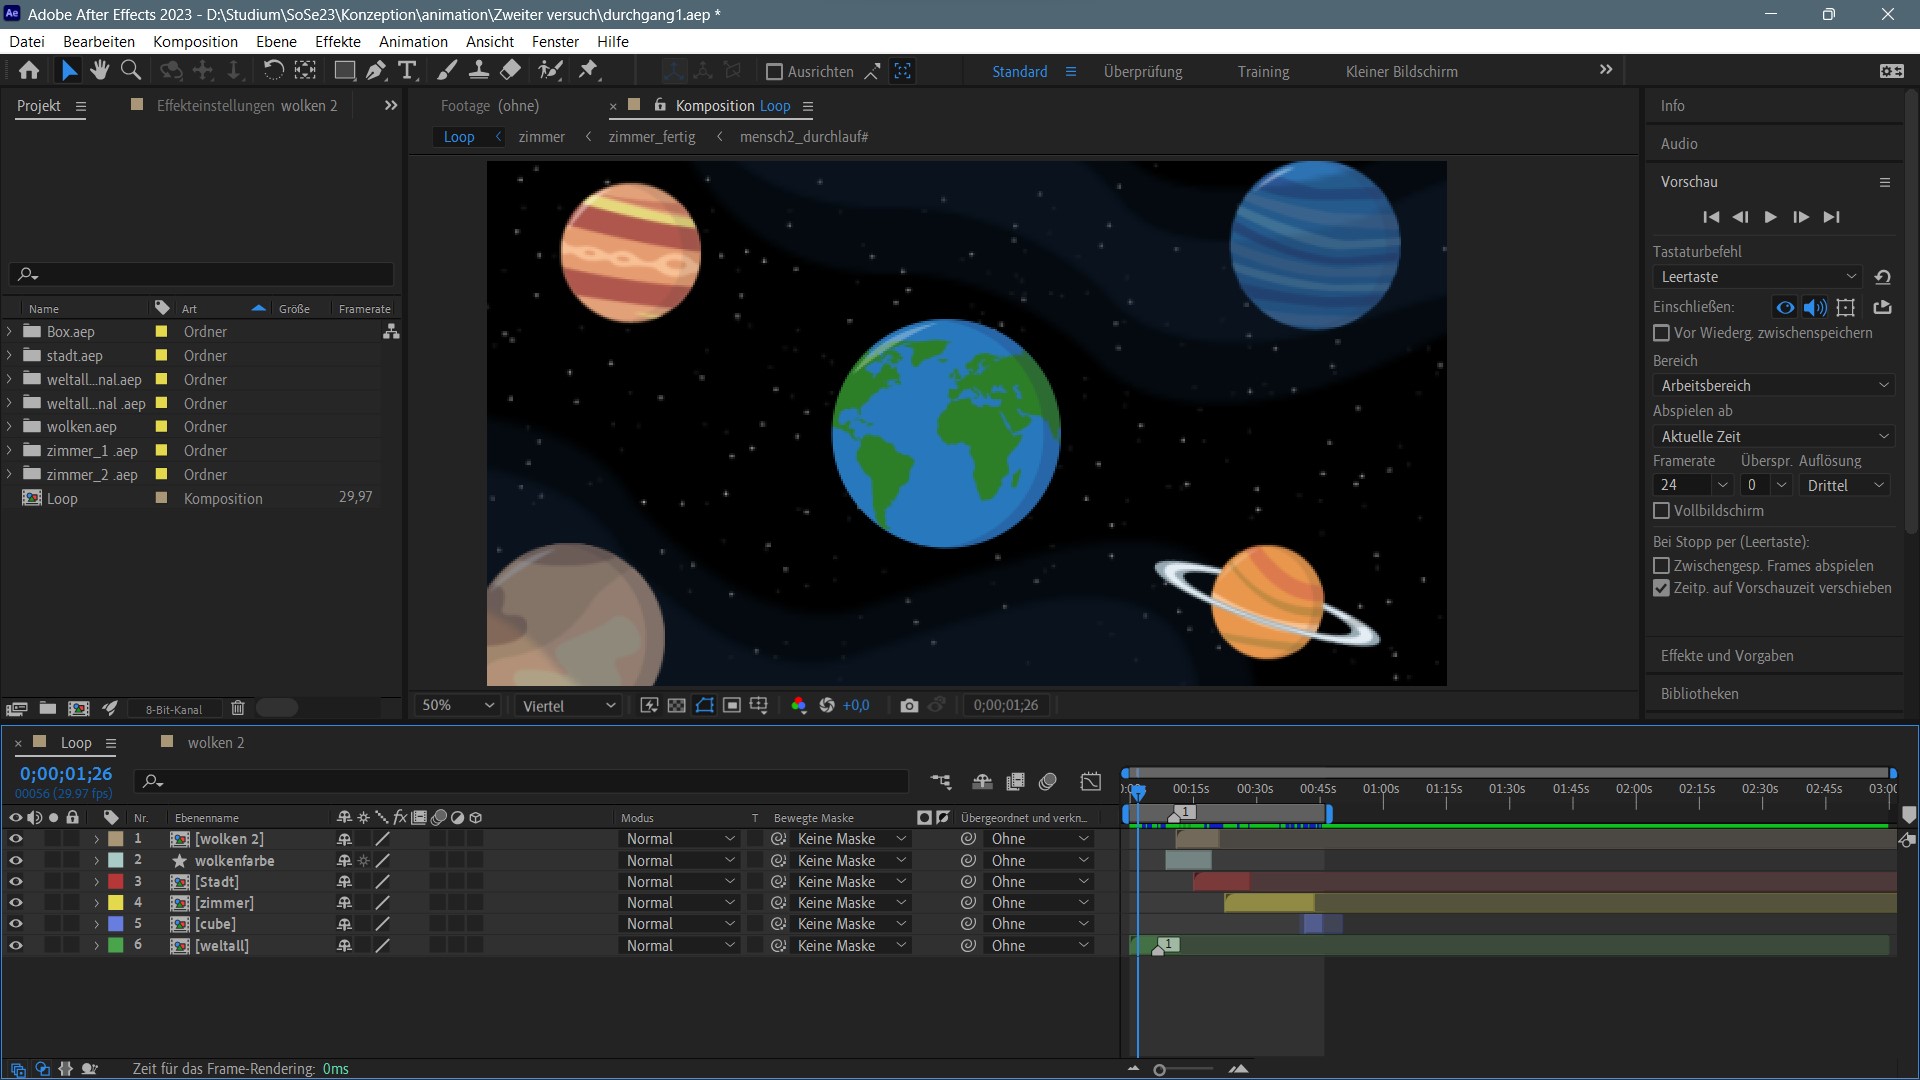 Adobe After Effects 2023 - D:\Studium\SoSe23\Konzeption\animation\Zweiter versuch\durchgang1.aep *
Datei Bearbeiten Komposition Ebene Effekte Animation Ansicht Fenster Hilfe
Ausrichten Standard Überprüfung Training Kleiner Bildschirm
Projekt Effekteinstellungen wolken 2
Footage (ohne) Komposition Loop
Loop zimmer zimmer_fertig mensch2_durchlauf#
Name Art Größe Framerate
Box.aep Ordner
stadt.aep Ordner
weltall...nal.aep Ordner
weltall...nal .aep Ordner
wolken.aep Ordner
zimmer_1 .aep Ordner
zimmer_2 .aep Ordner
Loop Komposition 29,97
8-Bit-Kanal
50% Viertel +0,0 0;00;01;26
Info
Audio
Vorschau
Tastaturbefehl
Leertaste
Einschließen:
Vor Wiederg. zwischenspeichern
Bereich
Arbeitsbereich
Abspielen ab
Aktuelle Zeit
Framerate Überspr. Auflösung
24 0 Drittel
Vollbildschirm
Bei Stopp per (Leertaste):
Zwischengesp. Frames abspielen
Zeitp. auf Vorschauzeit verschieben
Effekte und Vorgaben
Bibliotheken
Loop wolken 2
0;00;01;26
00056 (29.97 fps)
00:15s 00:30s 00:45s 01:00s 01:15s 01:30s 01:45s 02:00s 02:15s 02:30s 02:45s 03:00
Nr. Ebenenname Modus T Bewegte Maske Übergeordnet und verkn...
1
1 [wolken 2] Normal Keine Maske Ohne
2 wolkenfarbe Normal Keine Maske Ohne
3 [Stadt] Normal Keine Maske Ohne
4 [zimmer] Normal Keine Maske Ohne
5 [cube] Normal Keine Maske Ohne
6 [weltall] Normal Keine Maske Ohne
1
Zeit für das Frame-Rendering: 0ms